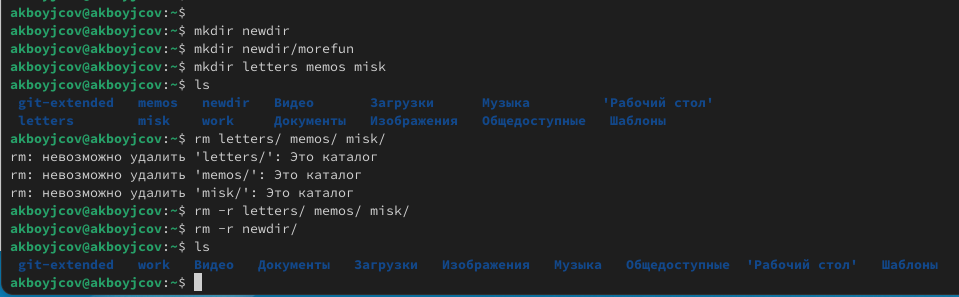 akboyjcov@akboyjcov:~$
akboyjcov@akboyjcov:~$ mkdir newdir
akboyjcov@akboyjcov:~$ mkdir newdir/morefun
akboyjcov@akboyjcov:~$ mkdir letters memos misk
akboyjcov@akboyjcov:~$ ls
git-extended memos newdir Видео Загрузки Музыка 'Рабочий стол'
letters misk work Документы Изображения Общедоступные Шаблоны
akboyjcov@akboyjcov:~$ rm letters/ memos/ misk/
rm: невозможно удалить 'letters/': Это каталог
rm: невозможно удалить 'memos/': Это каталог
rm: невозможно удалить 'misk/': Это каталог
akboyjcov@akboyjcov:~$ rm -r letters/ memos/ misk/
akboyjcov@akboyjcov:~$ rm -r newdir/
akboyjcov@akboyjcov:~$ ls
git-extended work Видео Документы Загрузки Изображения Музыка Общедоступные 'Рабочий стол' Шаблоны
akboyjcov@akboyjcov:~$